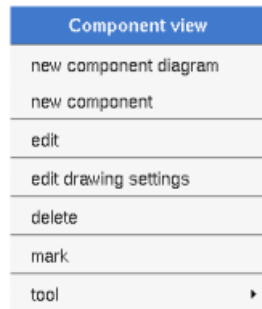 Component view
new component diagram
new component
edit
edit drawing settings
delete
mark
tool